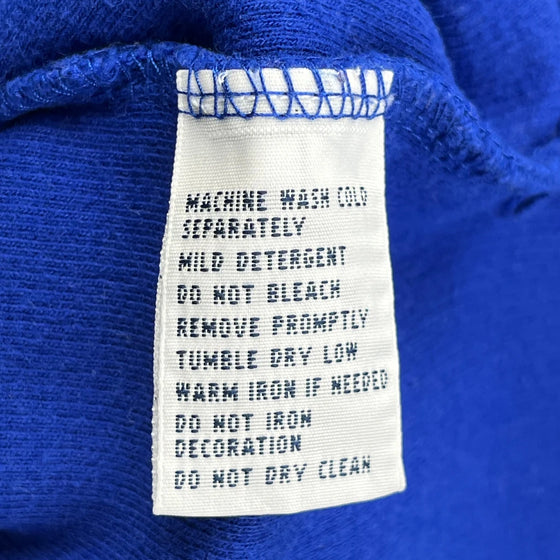 MACHINE WASH COLD
SEPARATELY
MILD DETERGENT
DO NOT BLEACH
REMOVE PROMPTLY
TUMBLE DRY LOW
WARM IRON IF NEEDED
DO NOT IRON
DECORATION
DO NOT DRY CLEAN